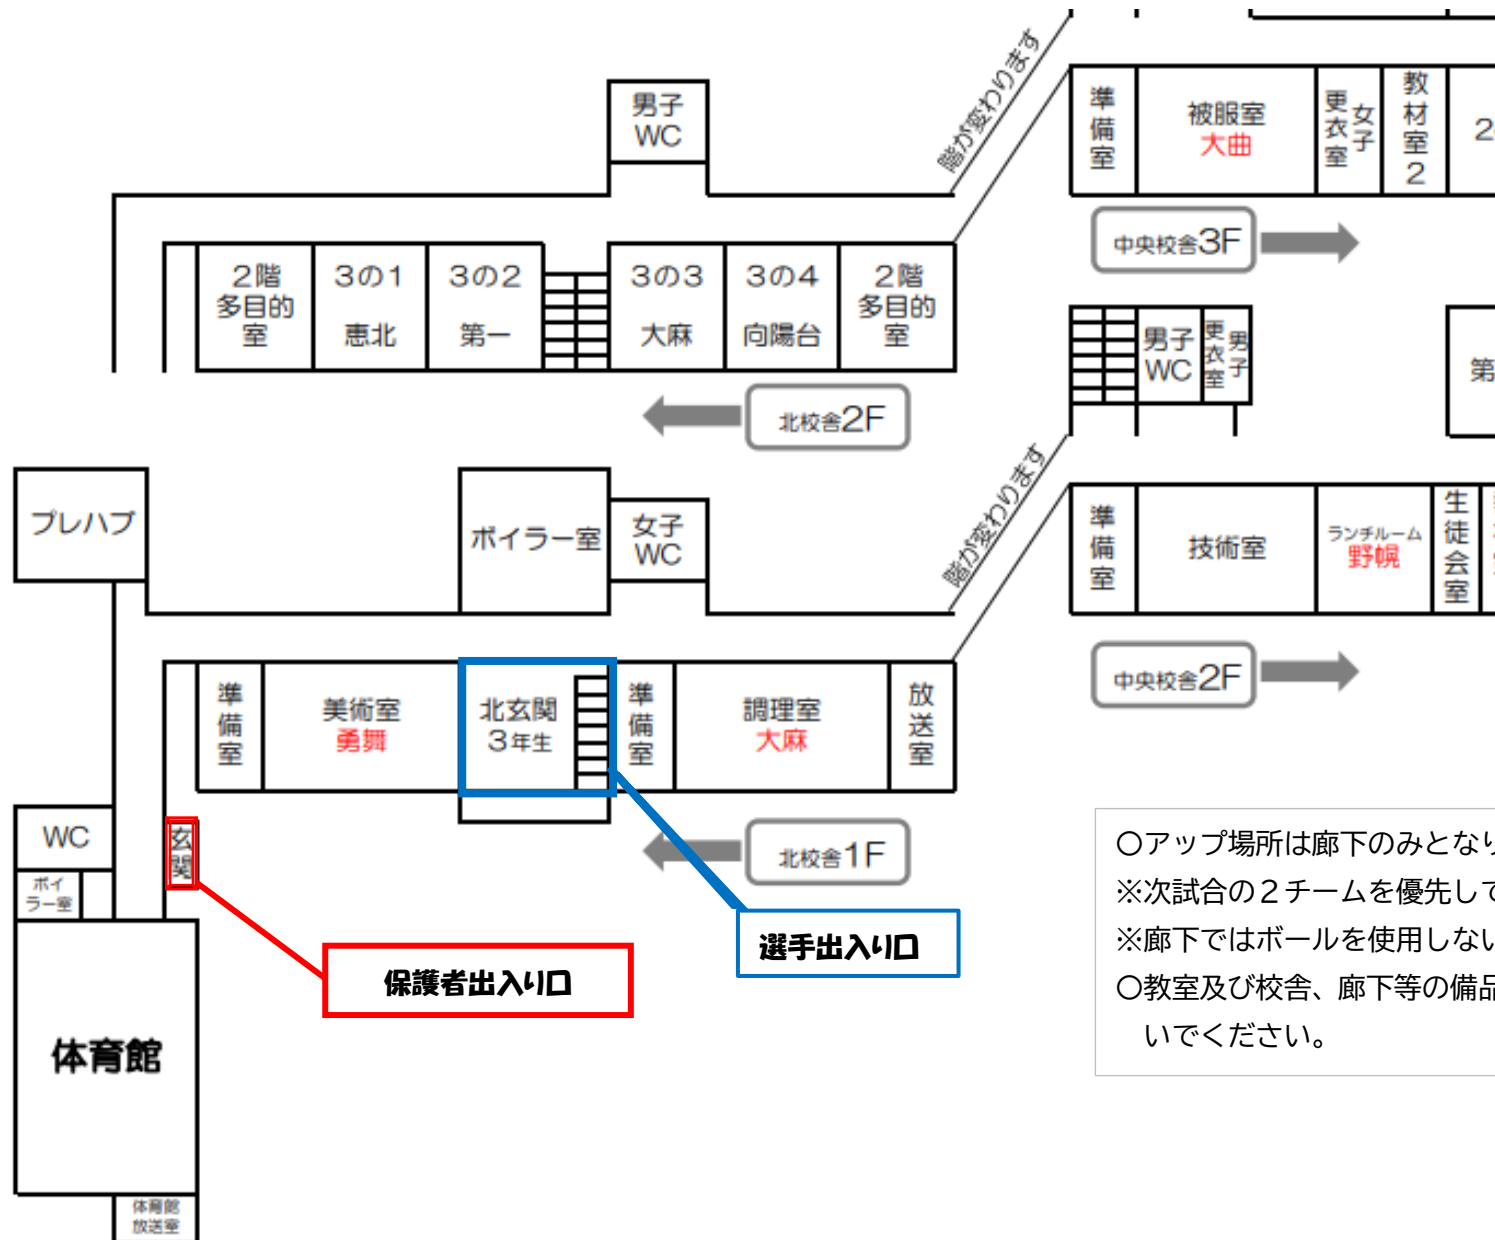 階が変わります
男子
WC
準備室
被服室
大曲
女子
更衣室
教材室2
2
中央校舎3F
2階
多目的
室
3の1
恵北
3の2
第一
3の3
大麻
3の4
向陽台
2階
多目的
室
男子
WC
男子
更衣室
第
北校舎2F
プレハブ
ボイラー室
女子
WC
階が変わります
準備室
技術室
ランチルーム
野幌
生徒会室
中央校舎2F
準備室
美術室
勇舞
北玄関
3年生
準備室
調理室
大麻
放送室
WC
玄関
北校舎1F
ボイ
ラー室
保護者出入り口
選手出入り口
体育館
体育館
放送室
〇アップ場所は廊下のみとなり
※次試合の2チームを優先して
※廊下ではボールを使用しない
〇教室及び校舎、廊下等の備品
いでください。